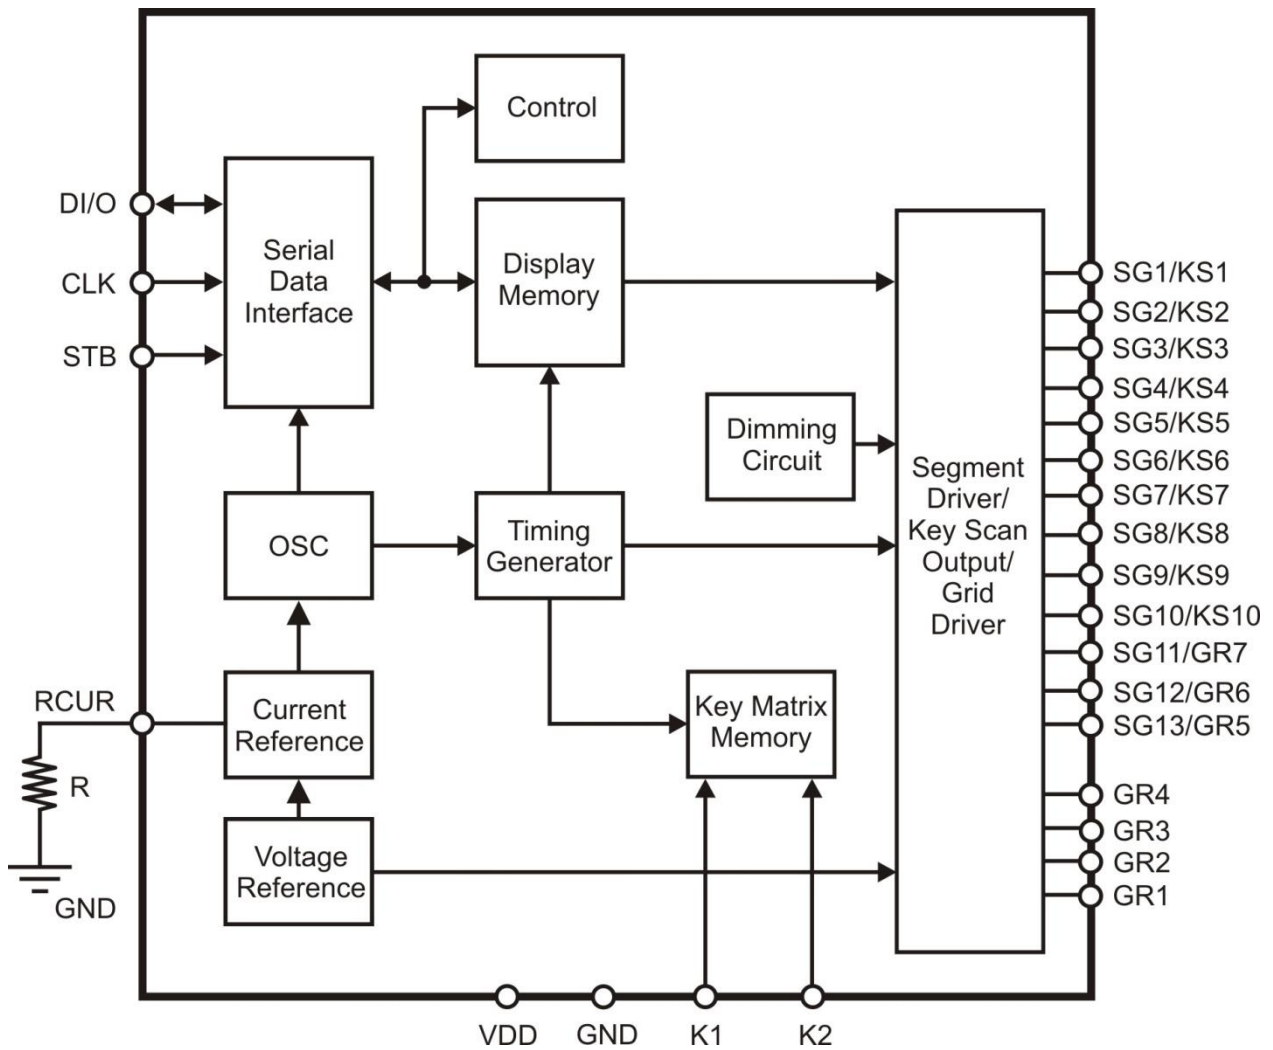 Control
DI/O
CLK
STB
Serial
Data
Interface
Display
Memory
Dimming
Circuit
OSC
Timing
Generator
Segment
Driver/
Key Scan
Output/
Grid
Driver
RCUR
R
GND
Current
Reference
Key Matrix
Memory
Voltage
Reference
SG1/KS1
SG2/KS2
SG3/KS3
SG4/KS4
SG5/KS5
SG6/KS6
SG7/KS7
SG8/KS8
SG9/KS9
SG10/KS10
SG11/GR7
SG12/GR6
SG13/GR5
GR4
GR3
GR2
GR1
VDD
GND
K1
K2